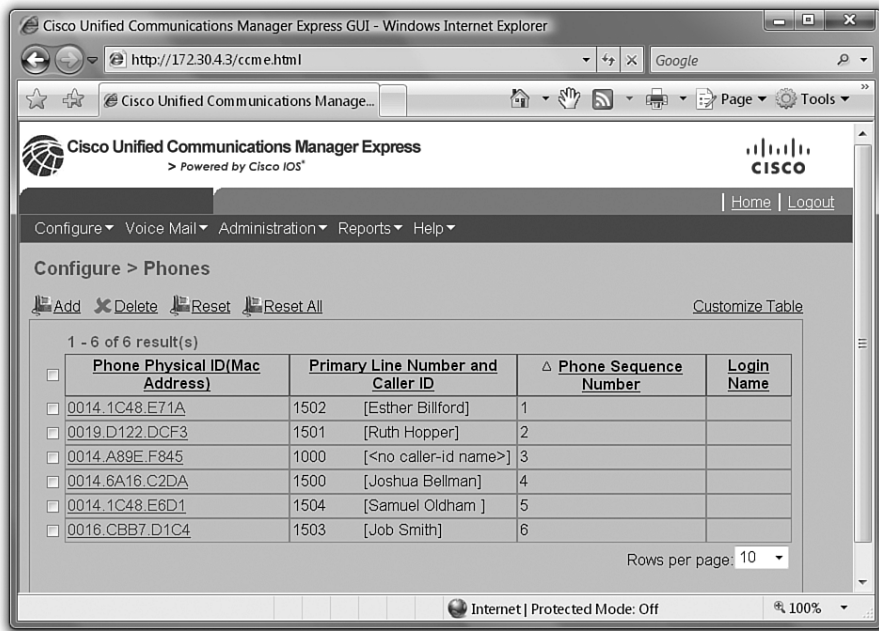 Cisco Unified Communications Manager Express GUI - Windows Internet Explorer
http://172.30.4.3/ccme.html
Google
Cisco Unified Communications Manage...
Page
Tools
Cisco Unified Communications Manager Express
> Powered by Cisco IOS®
CISCO
Home | Logout
Configure Voice Mail Administration Reports Help
Configure > Phones
Add Delete Reset Reset All
Customize Table
1 - 6 of 6 result(s)
Phone Physical ID(Mac Address) Primary Line Number and Caller ID Phone Sequence Number Login Name
0014.1C48.E71A 1502 [Esther Billford] 1
0019.D122.DCF3 1501 [Ruth Hopper] 2
0014.A89E.F845 1000 [<no caller-id name>] 3
0014.6A16.C2DA 1500 [Joshua Bellman] 4
0014.1C48.E6D1 1504 [Samuel Oldham ] 5
0016.CBB7.D1C4 1503 [Job Smith] 6
Rows per page: 10
Internet | Protected Mode: Off
100%